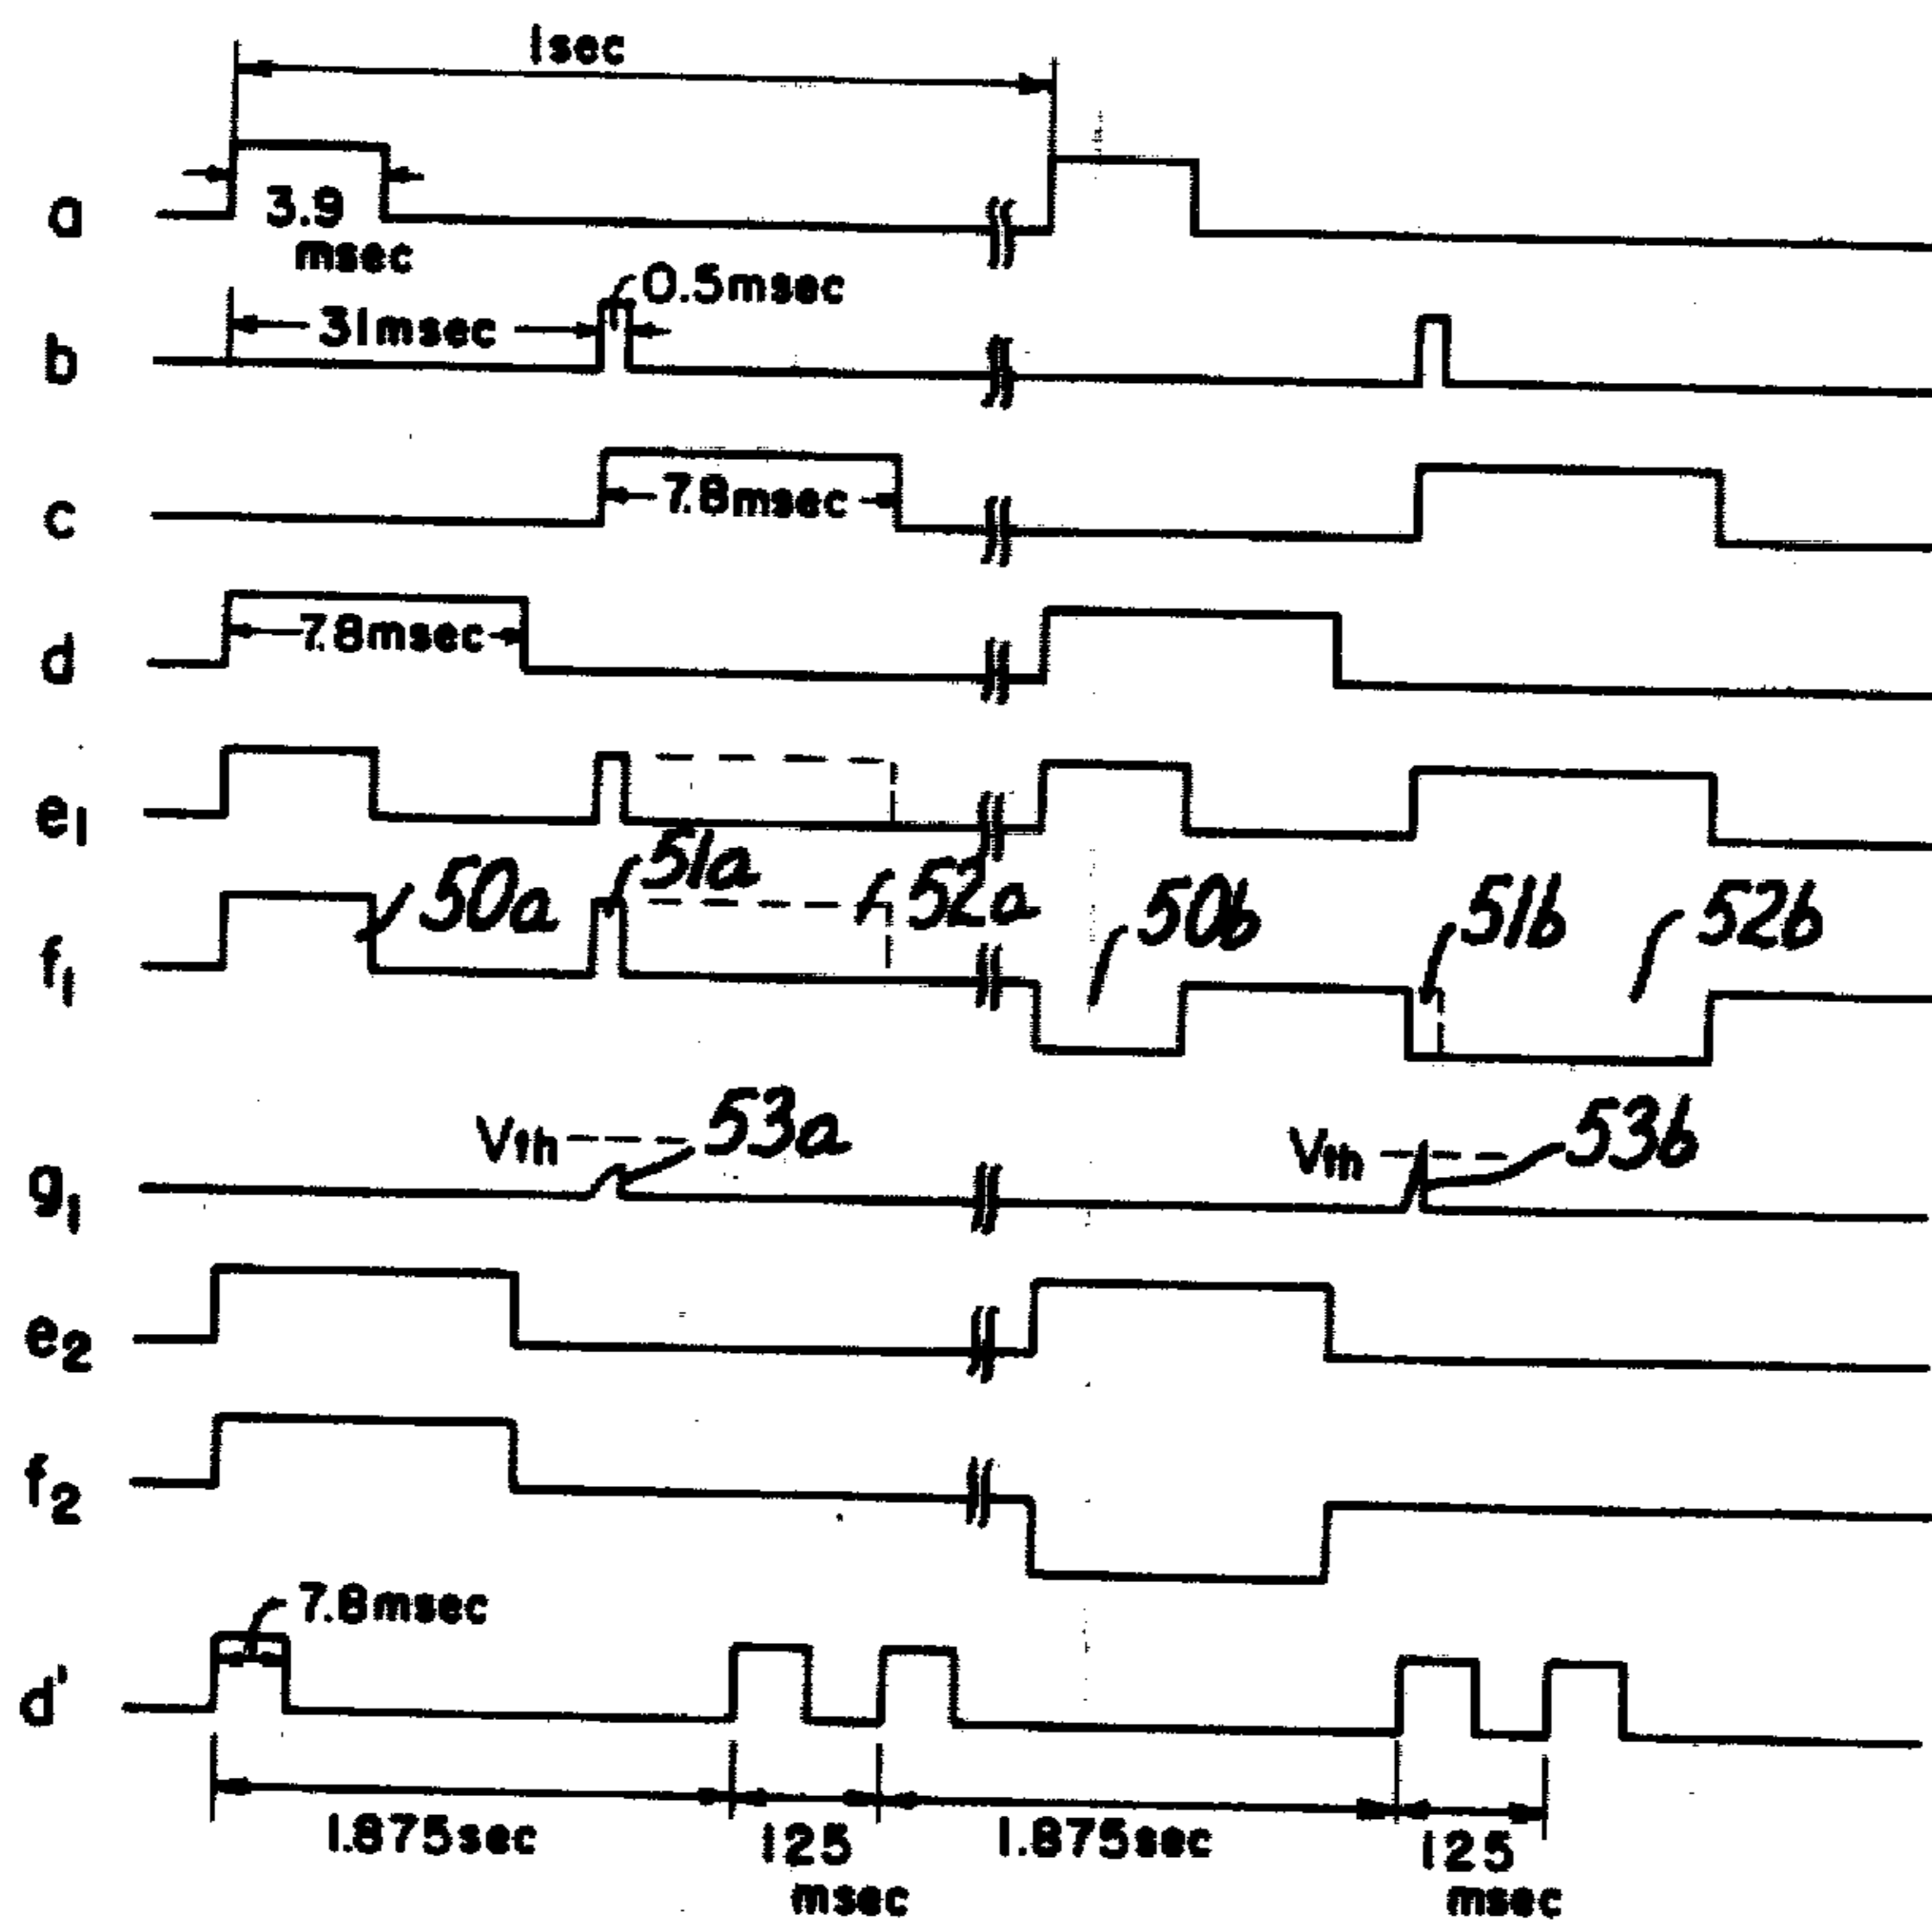 1sec
a
3.9
msec
0.5msec
b
31msec
c
7.8msec
d
7.8msec
e1
f1
50a
51a
52a
50b
51b
52b
g1
Vth
53a
Vth
53b
e2
f2
d'
7.8msec
1.875sec
125
msec
1.875sec
125
msec